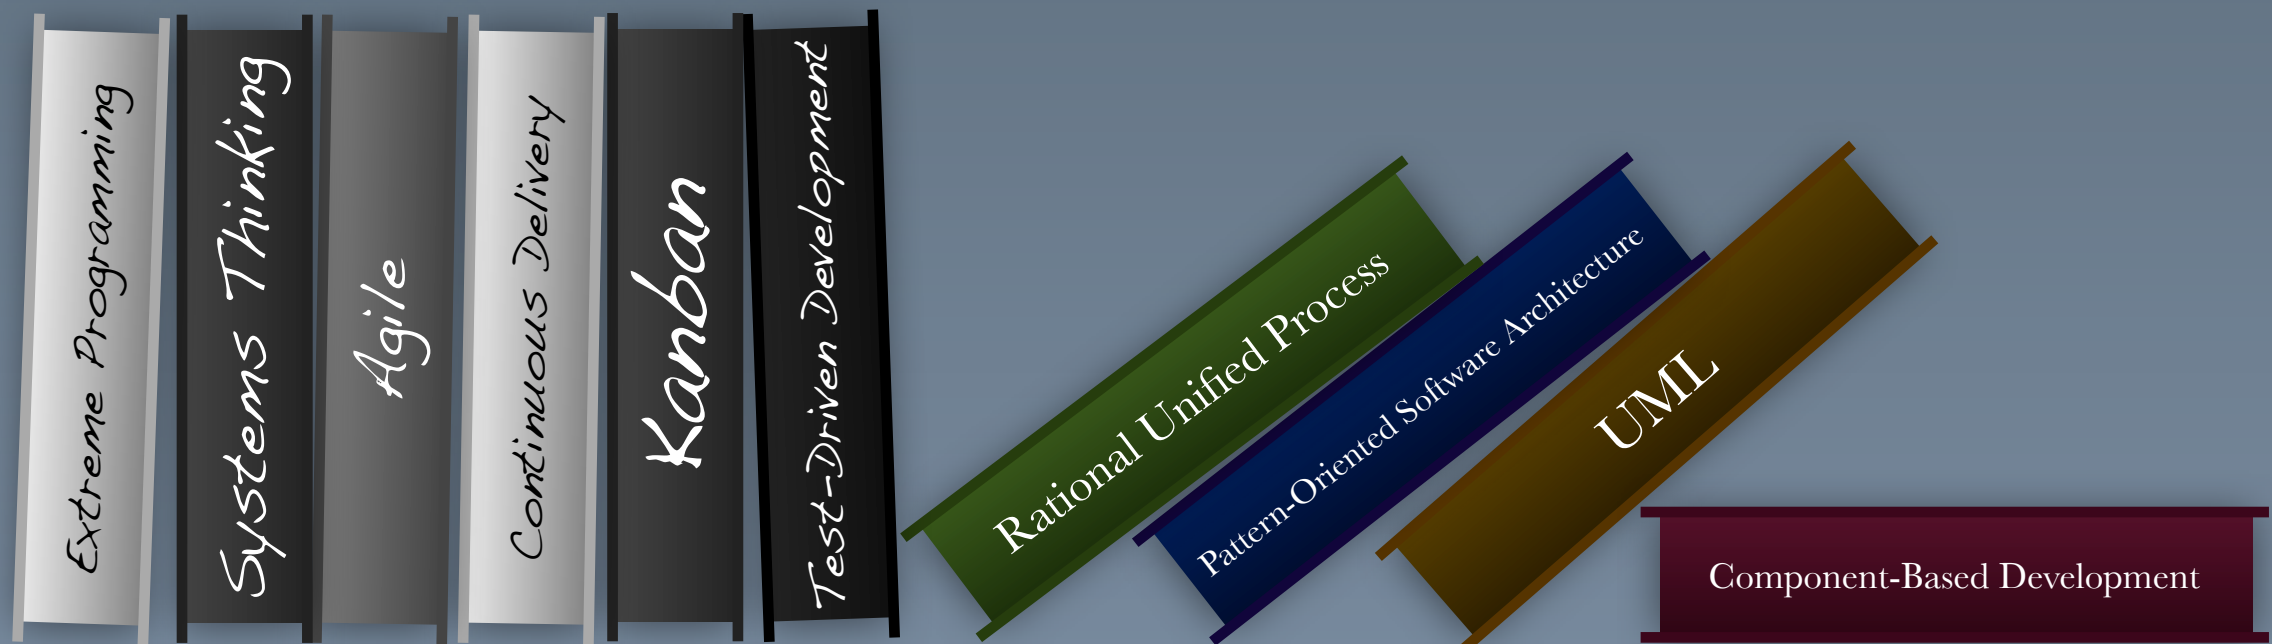 Extreme Programming
Systems Thinking
Agile
Continuous Delivery
Kanban
Test-Driven Development
Rational Unified Process
Pattern-Oriented Software Architecture
UML
Component-Based Development